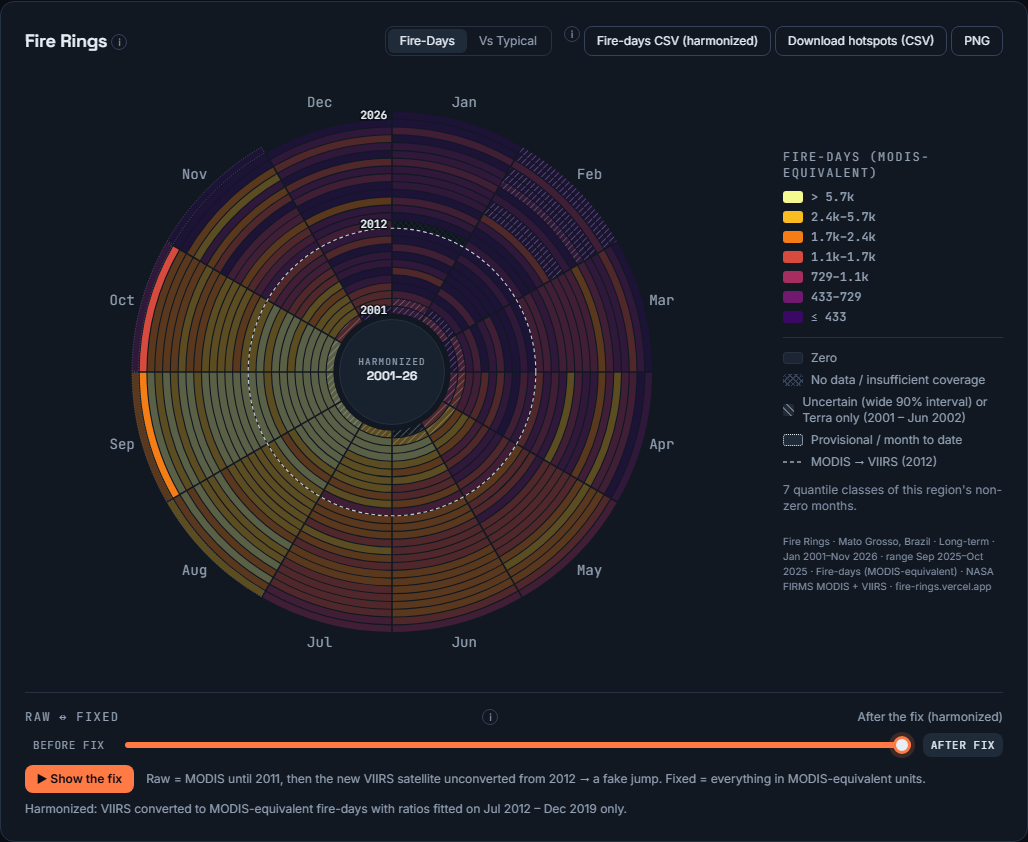 Fire Rings i
Fire-Days Vs Typical i Fire-days CSV (harmonized) Download hotspots (CSV) PNG
Dec
2026
Jan
Nov
Feb
2012
Oct
2001
Mar
HARMONIZED
2001–26
Sep
Apr
Aug
May
Jul
Jun
FIRE-DAYS (MODIS-
EQUIVALENT)
> 5.7k
2.4k–5.7k
1.7k–2.4k
1.1k–1.7k
729–1.1k
433–729
≤ 433
Zero
No data / insufficient coverage
Uncertain (wide 90% interval) or
Terra only (2001 – Jun 2002)
Provisional / month to date
MODIS → VIIRS (2012)
7 quantile classes of this region's non-
zero months.
Fire Rings · Mato Grosso, Brazil · Long-term ·
Jan 2001–Nov 2026 · range Sep 2025–Oct
2025 · Fire-days (MODIS-equivalent) · NASA
FIRMS MODIS + VIIRS · fire-rings.vercel.app
RAW ↔ FIXED i After the fix (harmonized)
BEFORE FIX AFTER FIX
▶ Show the fix Raw = MODIS until 2011, then the new VIIRS satellite unconverted from 2012 → a fake jump. Fixed = everything in MODIS-equivalent units.
Harmonized: VIIRS converted to MODIS-equivalent fire-days with ratios fitted on Jul 2012 – Dec 2019 only.